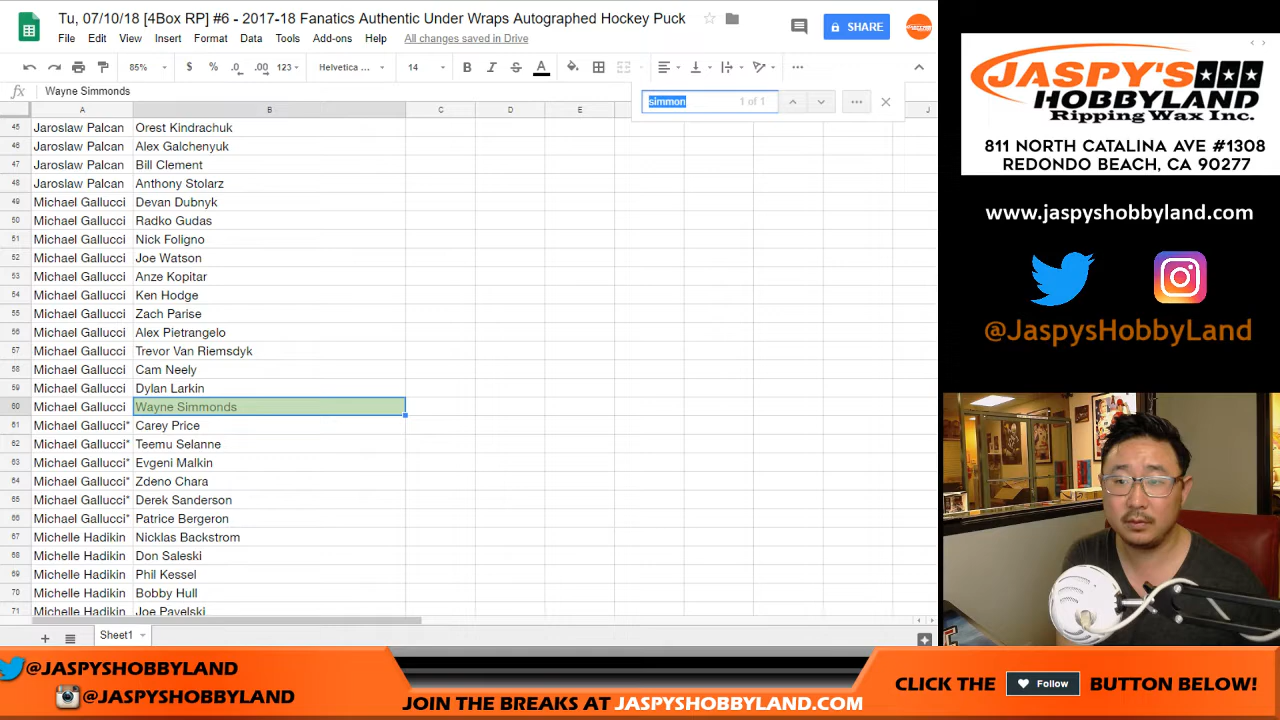 Tu, 07/10/18 [4Box RP] #6 - 2017-18 Fanatics Authentic Under Wraps Autographed Hockey Puck
File Edit View Insert Format Data Tools Add-ons Help All changes saved in Drive
SHARE
85% $ % .0 .00 123 Helvetica ... 14 B I S A
fx Wayne Simmonds
simmon 1 of 1
A B C D E F G H I J
45 Jaroslaw Palcan Orest Kindrachuk
46 Jaroslaw Palcan Alex Galchenyuk
47 Jaroslaw Palcan Bill Clement
48 Jaroslaw Palcan Anthony Stolarz
49 Michael Gallucci Devan Dubnyk
50 Michael Gallucci Radko Gudas
51 Michael Gallucci Nick Foligno
52 Michael Gallucci Joe Watson
53 Michael Gallucci Anze Kopitar
54 Michael Gallucci Ken Hodge
55 Michael Gallucci Zach Parise
56 Michael Gallucci Alex Pietrangelo
57 Michael Gallucci Trevor Van Riemsdyk
58 Michael Gallucci Cam Neely
59 Michael Gallucci Dylan Larkin
60 Michael Gallucci Wayne Simmonds
61 Michael Gallucci* Carey Price
62 Michael Gallucci* Teemu Selanne
63 Michael Gallucci* Evgeni Malkin
64 Michael Gallucci* Zdeno Chara
65 Michael Gallucci* Derek Sanderson
66 Michael Gallucci* Patrice Bergeron
67 Michelle Hadikin Nicklas Backstrom
68 Michelle Hadikin Don Saleski
69 Michelle Hadikin Phil Kessel
70 Michelle Hadikin Bobby Hull
71 Michelle Hadikin Joe Pavelski
Sheet1
JASPY'S
HOBBYLAND
Ripping Wax Inc.
811 NORTH CATALINA AVE #1308
REDONDO BEACH, CA 90277
www.jaspyshobbyland.com
@JaspysHobbyLand
@JASPYSHOBBYLAND
@JASPYSHOBBYLAND
JOIN THE BREAKS AT JASPYSHOBBYLAND.COM
CLICK THE Follow BUTTON BELOW!